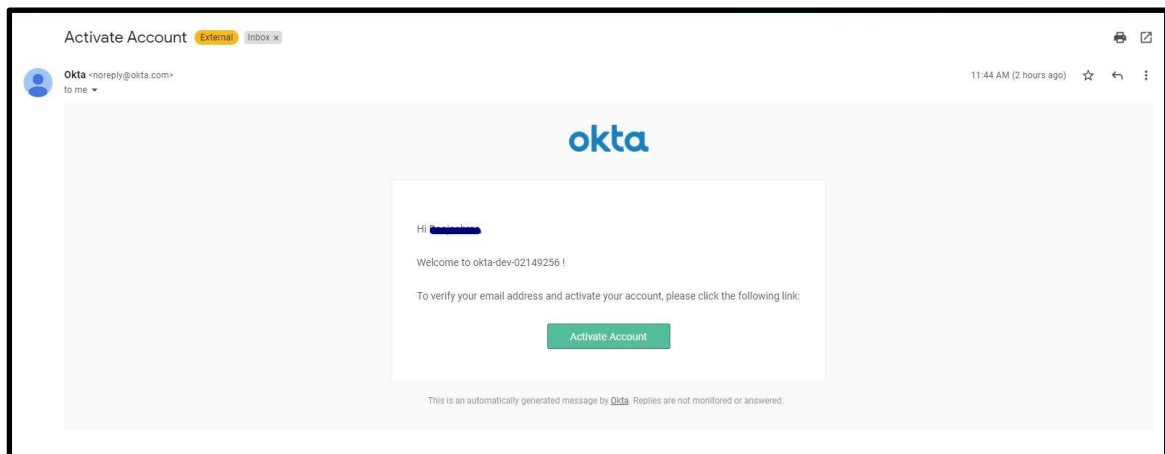 Activate Account External Inbox x
Okta <noreply@okta.com> 11:44 AM (2 hours ago)
to me
okta
Hi
Welcome to okta-dev-02149256 !
To verify your email address and activate your account, please click the following link:
Activate Account
This is an automatically generated message by Okta. Replies are not monitored or answered.